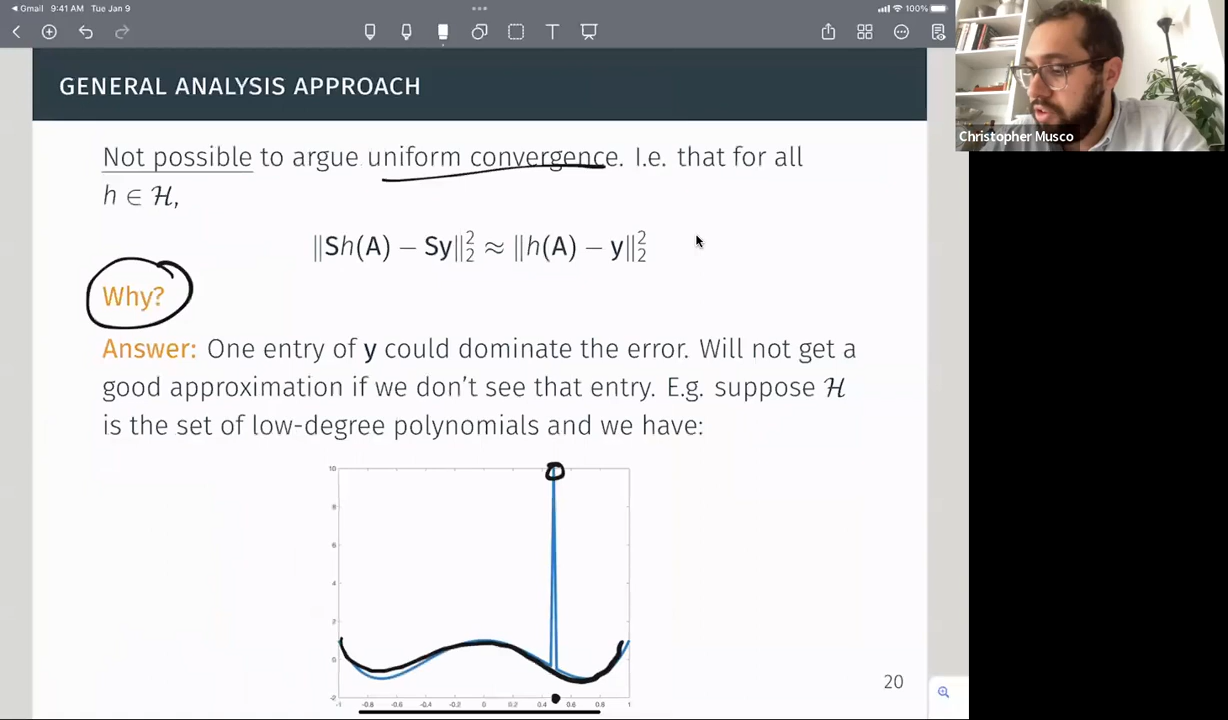 Gmail 9:41 AM Tue Jan 9
100%
GENERAL ANALYSIS APPROACH
Christopher Musco
Not possible to argue uniform convergence. I.e. that for all
h ∈ ℋ,
‖Sh(A) − Sy‖₂² ≈ ‖h(A) − y‖₂²
Why?
Answer: One entry of y could dominate the error. Will not get a
good approximation if we don't see that entry. E.g. suppose ℋ
is the set of low-degree polynomials and we have:
10
8
6
4
2
0
-2
-1 -0.8 -0.6 -0.4 -0.2 0 0.2 0.4 0.6 0.8 1
20